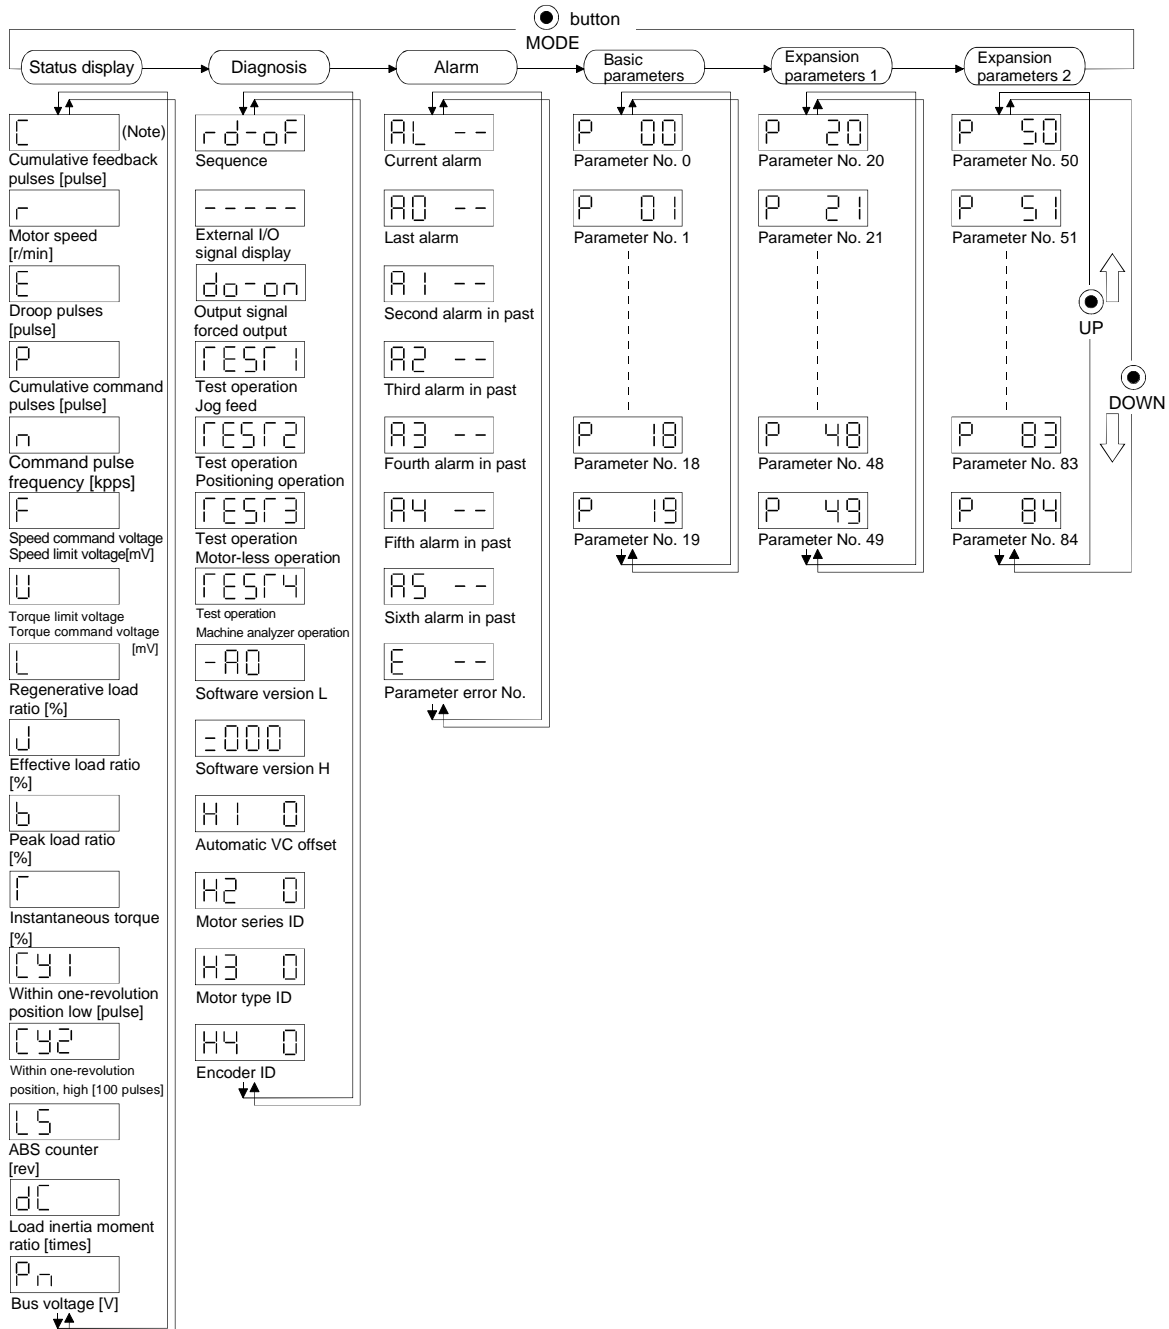 button
MODE
Status display
Diagnosis
Alarm
Basic
parameters
Expansion
parameters 1
Expansion
parameters 2
C
(Note)
Cumulative feedback
pulses [pulse]
r
Motor speed
[r/min]
E
Droop pulses
[pulse]
P
Cumulative command
pulses [pulse]
n
Command pulse
frequency [kpps]
F
Speed command voltage
Speed limit voltage[mV]
U
Torque limit voltage
Torque command voltage
[mV]
L
Regenerative load
ratio [%]
J
Effective load ratio
[%]
b
Peak load ratio
[%]
T
Instantaneous torque
[%]
Cy1
Within one-revolution
position low [pulse]
Cy2
Within one-revolution
position, high [100 pulses]
LS
ABS counter
[rev]
dC
Load inertia moment
ratio [times]
Pn
Bus voltage [V]
rd-oF
Sequence
-----
External I/O
signal display
do-on
Output signal
forced output
TEST1
Test operation
Jog feed
TEST2
Test operation
Positioning operation
TEST3
Test operation
Motor-less operation
TEST4
Test operation
Machine analyzer operation
-A0
Software version L
=000
Software version H
H1 0
Automatic VC offset
H2 0
Motor series ID
H3 0
Motor type ID
H4 0
Encoder ID
AL --
Current alarm
A0 --
Last alarm
A1 --
Second alarm in past
A2 --
Third alarm in past
A3 --
Fourth alarm in past
A4 --
Fifth alarm in past
A5 --
Sixth alarm in past
E --
Parameter error No.
P 00
Parameter No. 0
P 01
Parameter No. 1
P 18
Parameter No. 18
P 19
Parameter No. 19
P 20
Parameter No. 20
P 21
Parameter No. 21
P 48
Parameter No. 48
P 49
Parameter No. 49
P 50
Parameter No. 50
P 51
Parameter No. 51
P 83
Parameter No. 83
P 84
Parameter No. 84
UP
DOWN